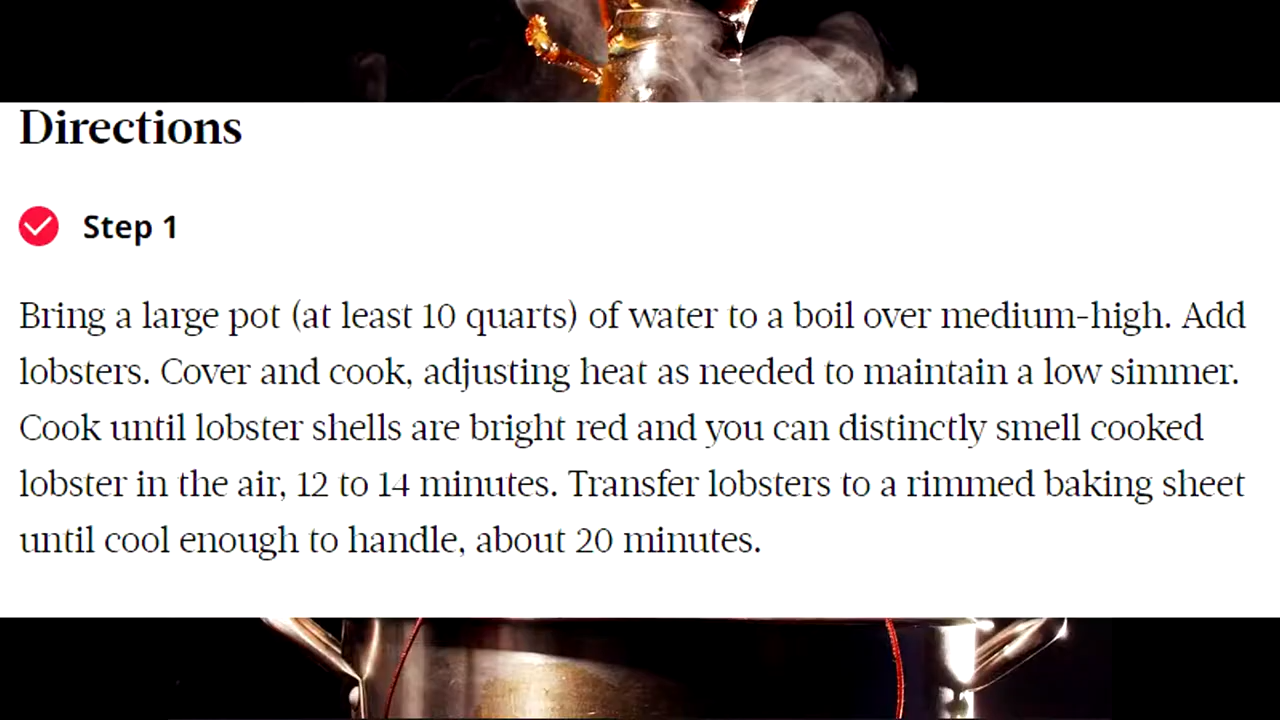 Directions
Step 1
Bring a large pot (at least 10 quarts) of water to a boil over medium-high. Add
lobsters. Cover and cook, adjusting heat as needed to maintain a low simmer.
Cook until lobster shells are bright red and you can distinctly smell cooked
lobster in the air, 12 to 14 minutes. Transfer lobsters to a rimmed baking sheet
until cool enough to handle, about 20 minutes.